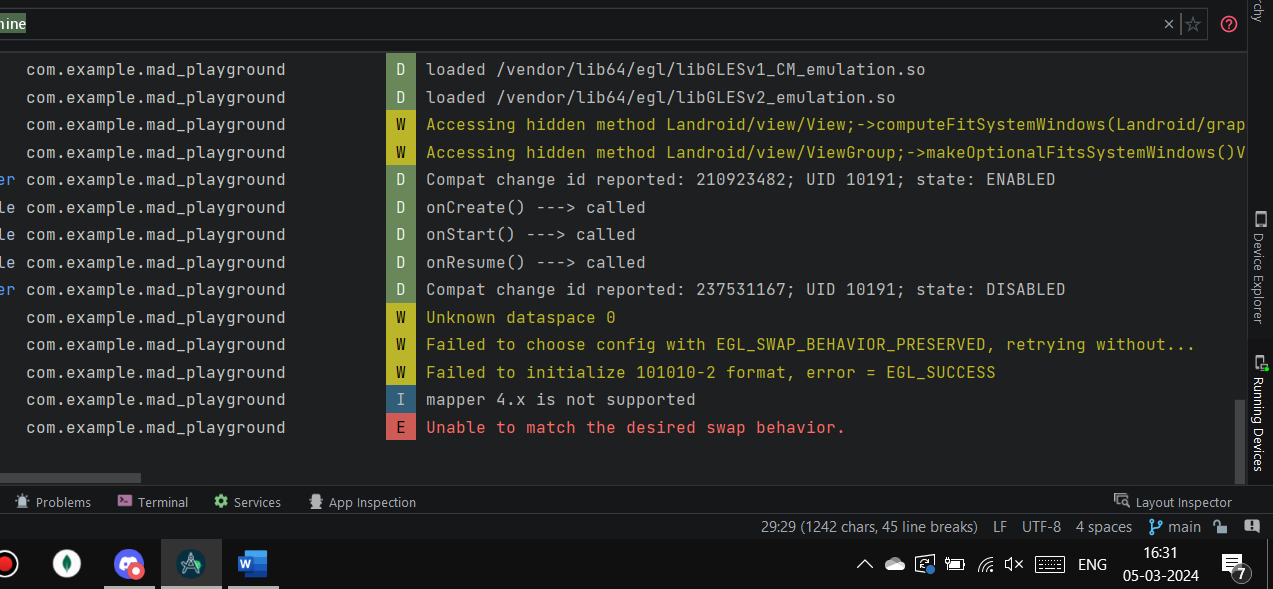 nine
com.example.mad_playground D loaded /vendor/lib64/egl/libGLESv1_CM_emulation.so
com.example.mad_playground D loaded /vendor/lib64/egl/libGLESv2_emulation.so
com.example.mad_playground W Accessing hidden method Landroid/view/View;->computeFitSystemWindows(Landroid/grap
com.example.mad_playground W Accessing hidden method Landroid/view/ViewGroup;->makeOptionalFitsSystemWindows()V
er com.example.mad_playground D Compat change id reported: 210923482; UID 10191; state: ENABLED
le com.example.mad_playground D onCreate() ---> called
le com.example.mad_playground D onStart() ---> called
le com.example.mad_playground D onResume() ---> called
er com.example.mad_playground D Compat change id reported: 237531167; UID 10191; state: DISABLED
com.example.mad_playground W Unknown dataspace 0
com.example.mad_playground W Failed to choose config with EGL_SWAP_BEHAVIOR_PRESERVED, retrying without...
com.example.mad_playground W Failed to initialize 101010-2 format, error = EGL_SUCCESS
com.example.mad_playground I mapper 4.x is not supported
com.example.mad_playground E Unable to match the desired swap behavior.
rchy
Device Explorer
Running Devices
Problems Terminal Services App Inspection Layout Inspector
29:29 (1242 chars, 45 line breaks) LF UTF-8 4 spaces main
W ENG 16:31
05-03-2024
7